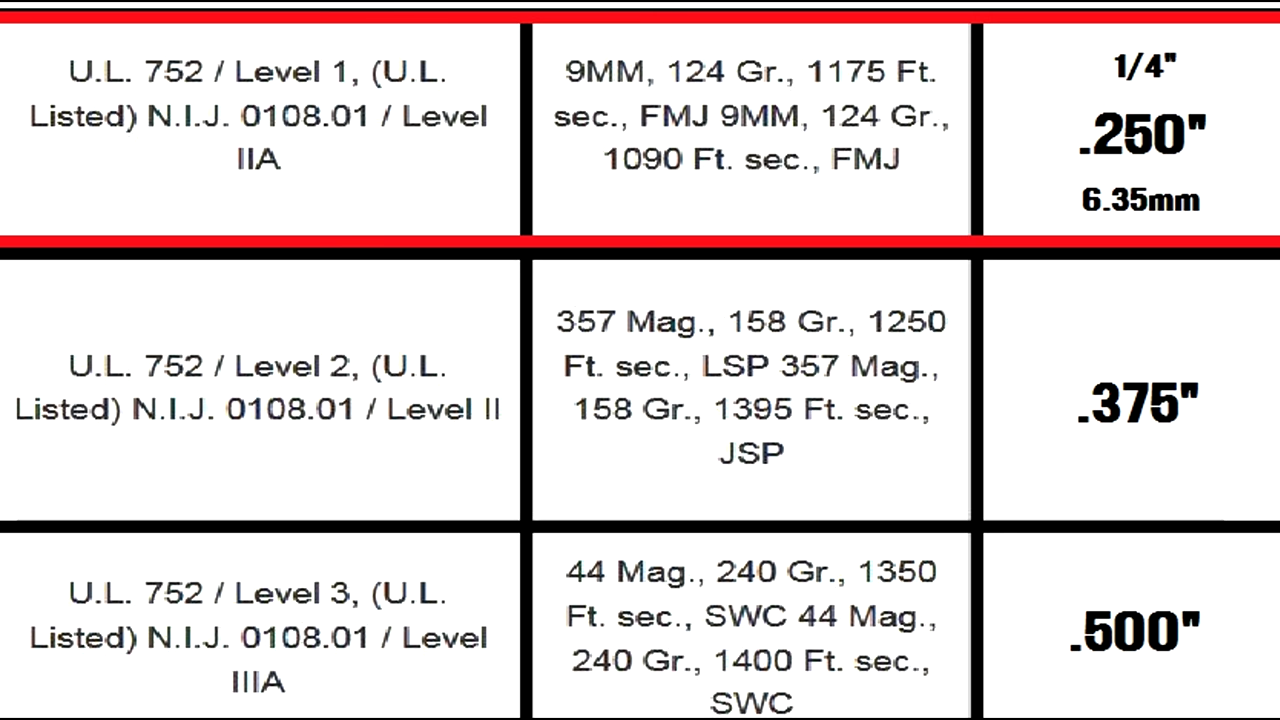 U.L. 752 / Level 1, (U.L.
Listed) N.I.J. 0108.01 / Level
IIA
9MM, 124 Gr., 1175 Ft.
sec., FMJ 9MM, 124 Gr.,
1090 Ft. sec., FMJ
1/4"
.250"
6.35mm
U.L. 752 / Level 2, (U.L.
Listed) N.I.J. 0108.01 / Level II
357 Mag., 158 Gr., 1250
Ft. sec., LSP 357 Mag.,
158 Gr., 1395 Ft. sec.,
JSP
.375"
U.L. 752 / Level 3, (U.L.
Listed) N.I.J. 0108.01 / Level
IIIA
44 Mag., 240 Gr., 1350
Ft. sec., SWC 44 Mag.,
240 Gr., 1400 Ft. sec.,
SWC
.500"